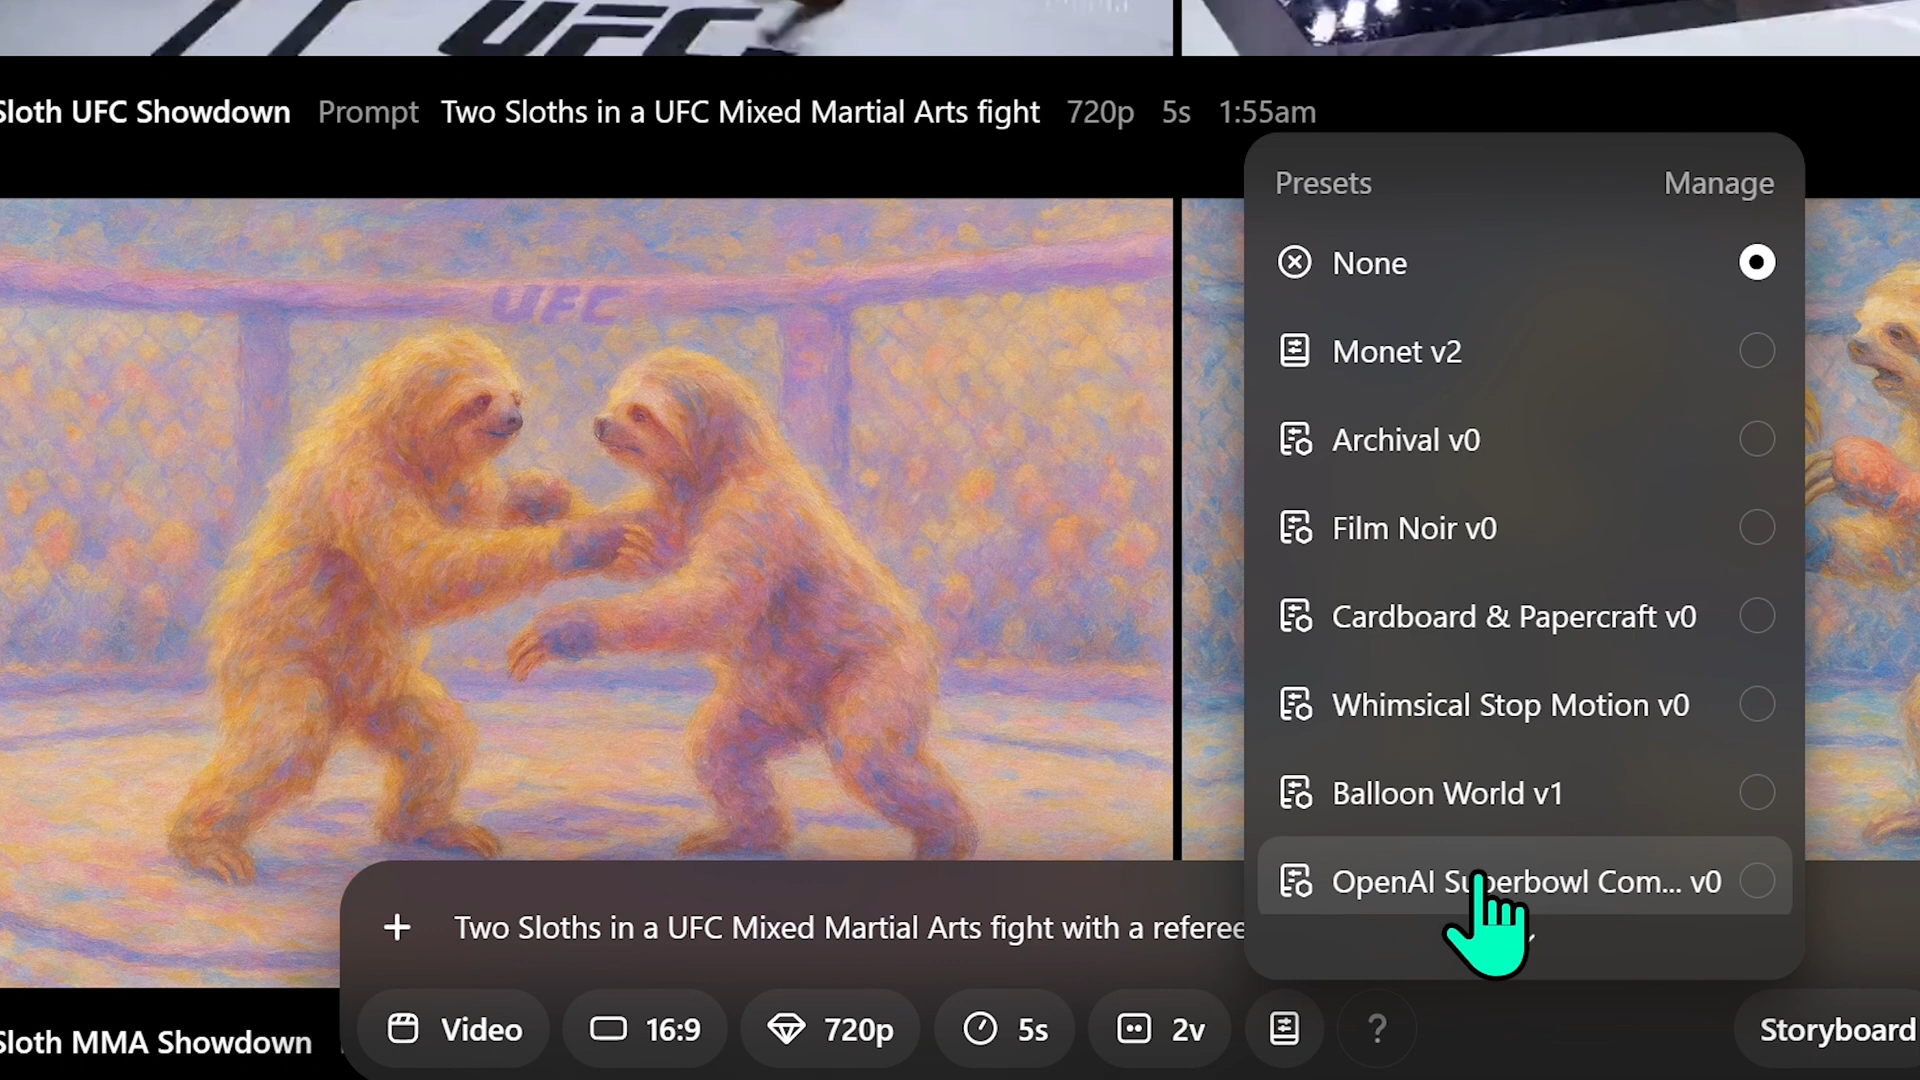 UFC
Sloth UFC Showdown Prompt Two Sloths in a UFC Mixed Martial Arts fight 720p 5s 1:55am
Presets Manage
None
Monet v2
Archival v0
Film Noir v0
Cardboard & Papercraft v0
Whimsical Stop Motion v0
Balloon World v1
OpenAI Superbowl Com... v0
UFC
Two Sloths in a UFC Mixed Martial Arts fight with a referee
Video 16:9 720p 5s 2v ? Storyboard
Sloth MMA Showdown